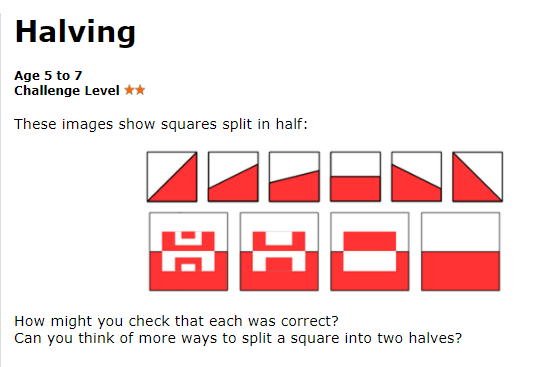 Halving
Age 5 to 7
Challenge Level
These images show squares split in half:
How might you check that each was correct?
Can you think of more ways to split a square into two halves?